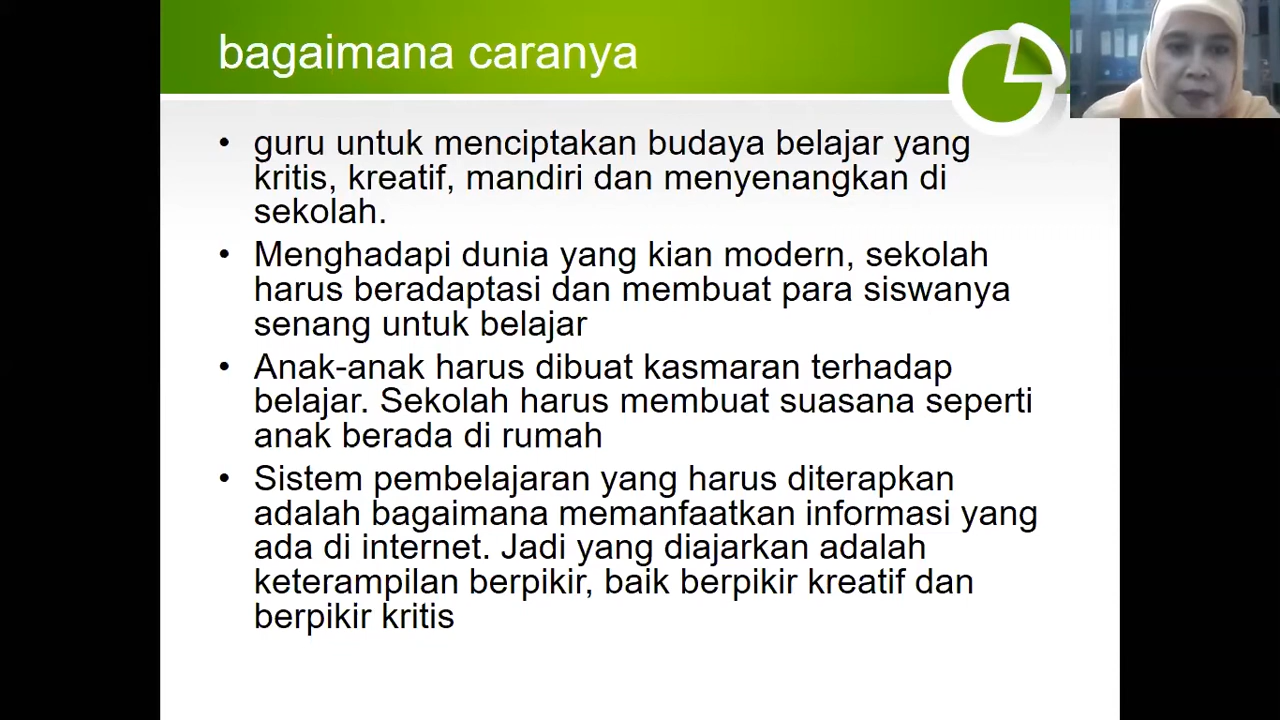 bagaimana caranya
• guru untuk menciptakan budaya belajar yang
kritis, kreatif, mandiri dan menyenangkan di
sekolah.
• Menghadapi dunia yang kian modern, sekolah
harus beradaptasi dan membuat para siswanya
senang untuk belajar
• Anak-anak harus dibuat kasmaran terhadap
belajar. Sekolah harus membuat suasana seperti
anak berada di rumah
• Sistem pembelajaran yang harus diterapkan
adalah bagaimana memanfaatkan informasi yang
ada di internet. Jadi yang diajarkan adalah
keterampilan berpikir, baik berpikir kreatif dan
berpikir kritis